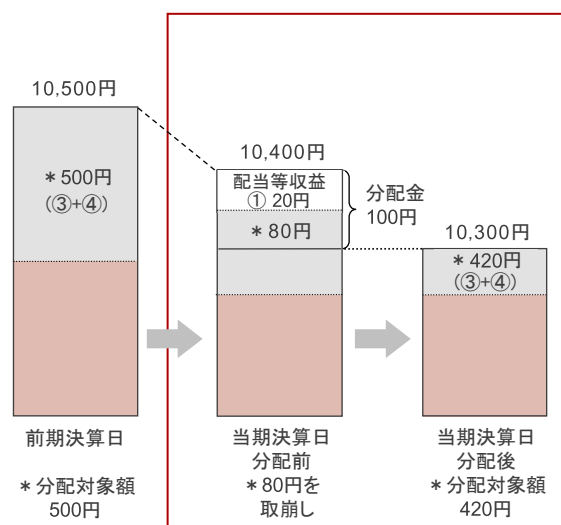 10,500円
＊500円
(③+④)
前期決算日
＊分配対象額
500円
10,400円
配当等収益
① 20円
＊80円
分配金
100円
当期決算日
分配前
＊80円を
取崩し
10,300円
＊420円
(③+④)
当期決算日
分配後
＊分配対象額
420円